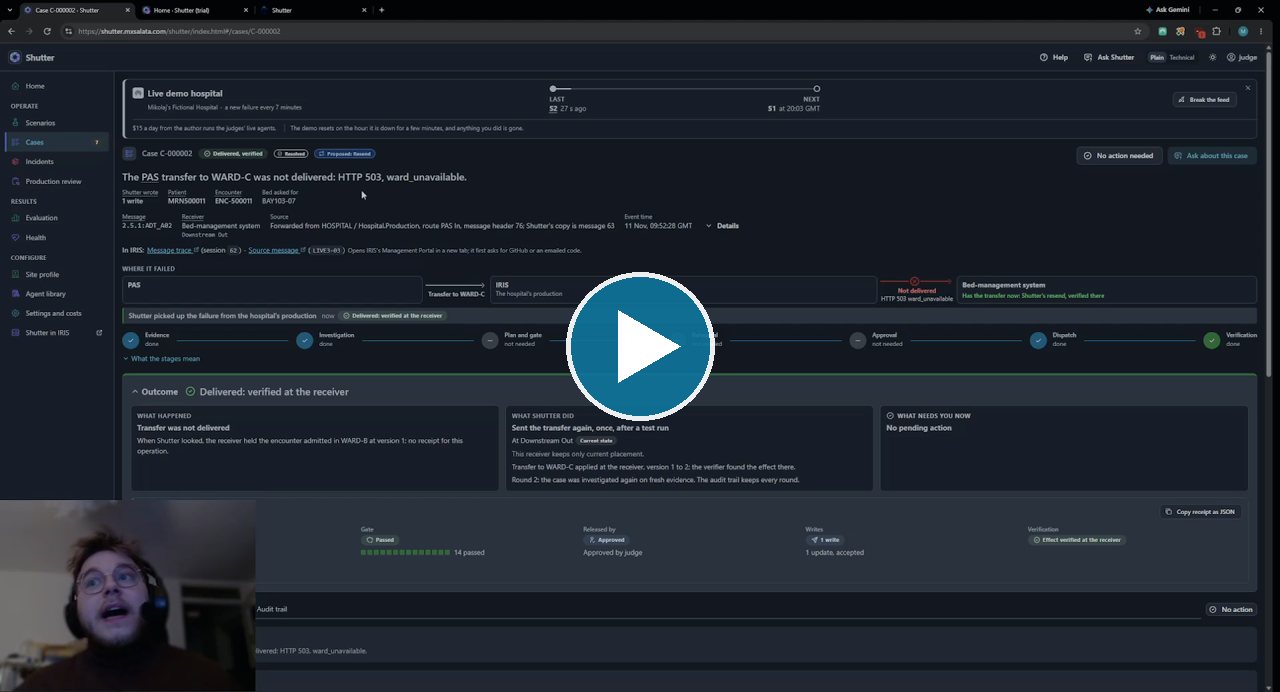 Case C-000002 · Shutter
Home · Shutter (trial)
Shutter
Ask Gemini
https://shutter.mxsalata.com/shutter/index.html#/cases/C-000002
M
Shutter
Help
Ask Shutter
Plain
Technical
judge
Home
OPERATE
Scenarios
Cases
7
Incidents
Production review
RESULTS
Evaluation
Health
CONFIGURE
Site profile
Agent library
Settings and costs
Shutter in IRIS
Live demo hospital
Mikolaj's Fictional Hospital · a new failure every 7 minutes
LAST
S2 27 s ago
NEXT
S1 at 20:03 GMT
Break the feed
$15 a day from the author runs the judges' live agents.
The demo resets on the hour: it is down for a few minutes, and anything you did is gone.
Case C-000002
Delivered, verified
Resolved
Proposed: Resend
No action needed
Ask about this case
The PAS transfer to WARD-C was not delivered: HTTP 503, ward_unavailable.
Shutter wrote
1 write
Patient
MRN500011
Encounter
ENC-500011
Bed asked for
BAY103-07
Message
2.5.1:ADT_A02
Receiver
Bed-management system
Downstream Out
Source
Forwarded from HOSPITAL / Hospital.Production, route PAS In, message header 76; Shutter's copy is message 63
Event time
11 Nov, 09:52:28 GMT
Details
In IRIS: Message trace (session 62) · Source message (LIVE3-03) Opens IRIS's Management Portal in a new tab; it first asks for GitHub or an emailed code.
WHERE IT FAILED
PAS
Transfer to WARD-C
IRIS
The hospital's production
Not delivered
HTTP 503 ward_unavailable
Bed-management system
Has the transfer now: Shutter's resend, verified there
Shutter picked up the failure from the hospital's production now
Delivered: verified at the receiver
Evidence
done
Investigation
done
Plan and gate
not needed
Approval
not needed
Dispatch
done
Verification
done
What the stages mean
Outcome
Delivered: verified at the receiver
WHAT HAPPENED
Transfer was not delivered
When Shutter looked, the receiver held the encounter admitted in WARD-B at version 1; no receipt for this
operation.
WHAT SHUTTER DID
Sent the transfer again, once, after a test run
At Downstream Out
Current state
This receiver keeps only current placement.
Transfer to WARD-C applied at the receiver, version 1 to 2; the verifier found the effect there.
Round 2: the case was investigated again on fresh evidence. The audit trail keeps every round.
WHAT NEEDS YOU NOW
No pending action
Copy receipt as JSON
Gate
Passed
14 passed
Released by
Approved
Approved by judge
Writes
1 write
1 update, accepted
Verification
Effect verified at the receiver
Audit trail
No action
HTTP 503, ward_unavailable.